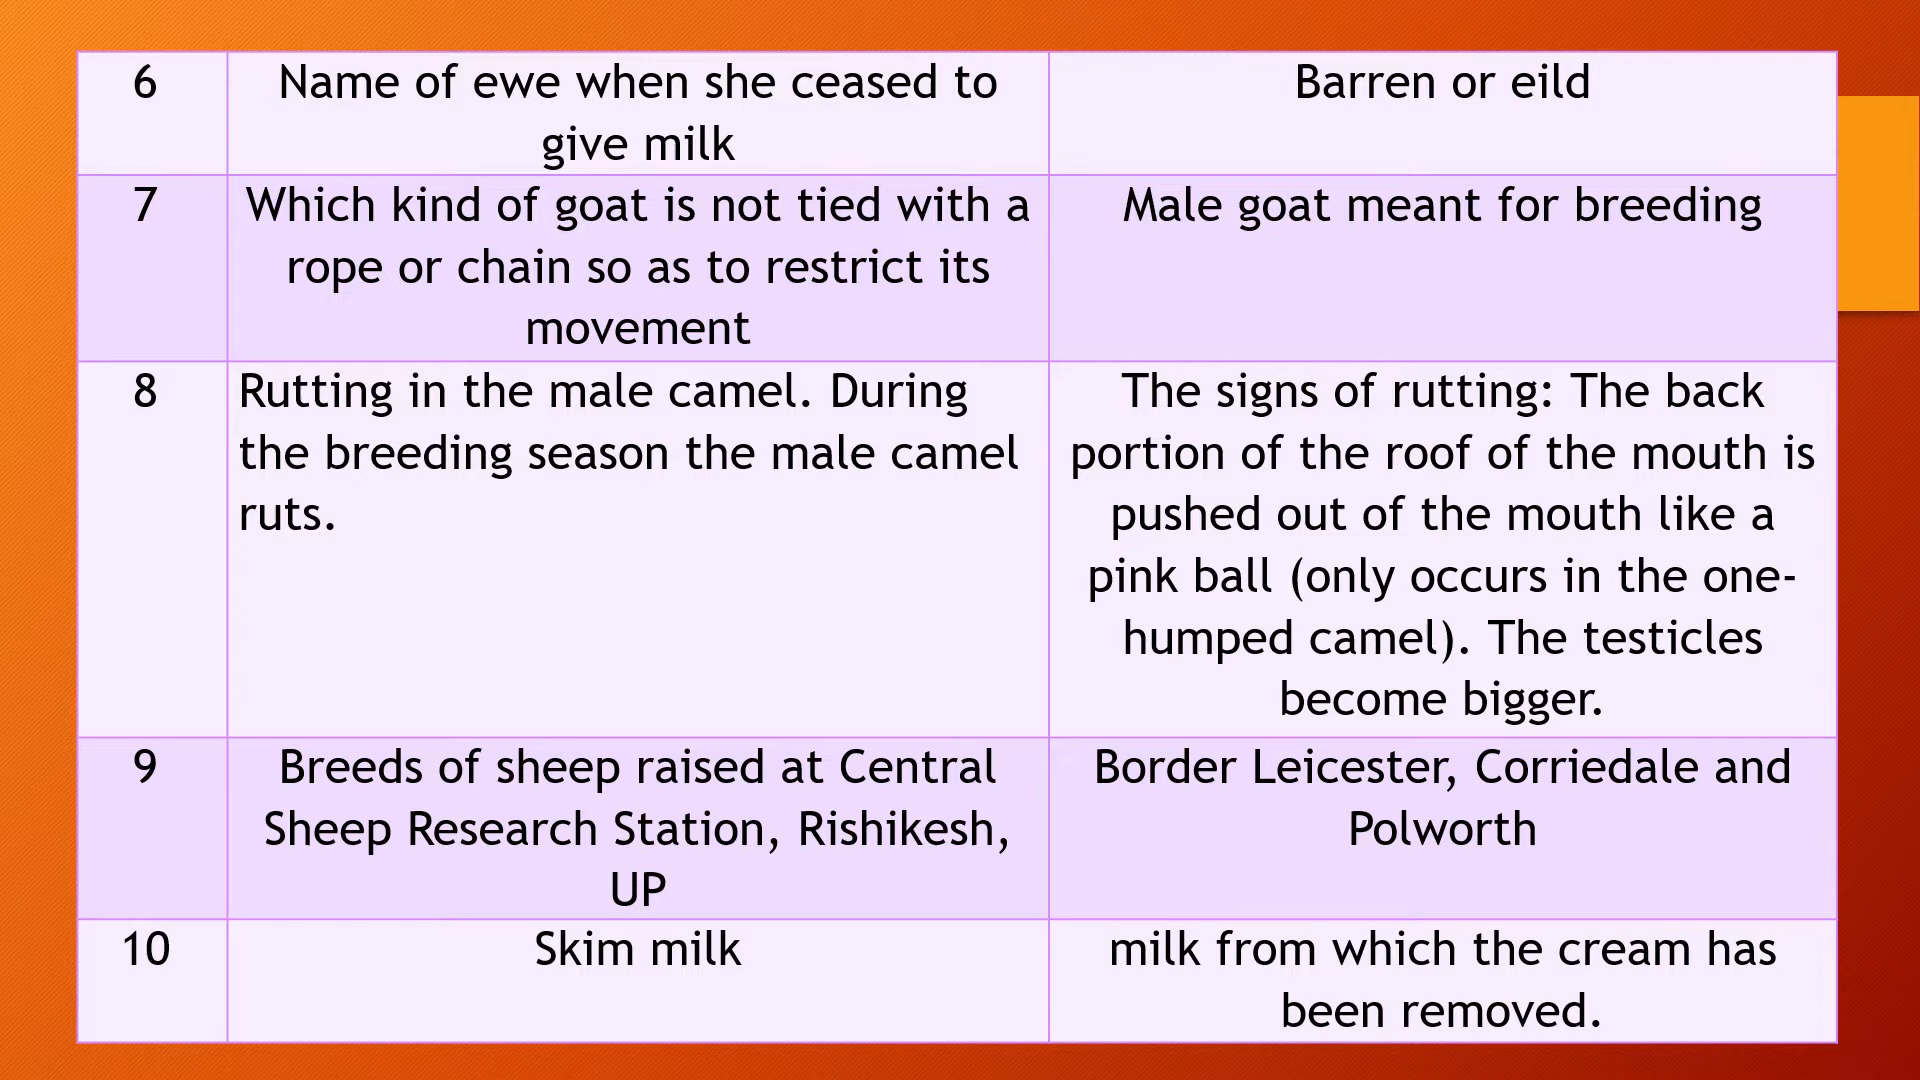 6
Name of ewe when she ceased to
give milk
Barren or eild
7
Which kind of goat is not tied with a
rope or chain so as to restrict its
movement
Male goat meant for breeding
8
Rutting in the male camel. During
the breeding season the male camel
ruts.
The signs of rutting: The back
portion of the roof of the mouth is
pushed out of the mouth like a
pink ball (only occurs in the one-
humped camel). The testicles
become bigger.
9
Breeds of sheep raised at Central
Sheep Research Station, Rishikesh,
UP
Border Leicester, Corriedale and
Polworth
10
Skim milk
milk from which the cream has
been removed.